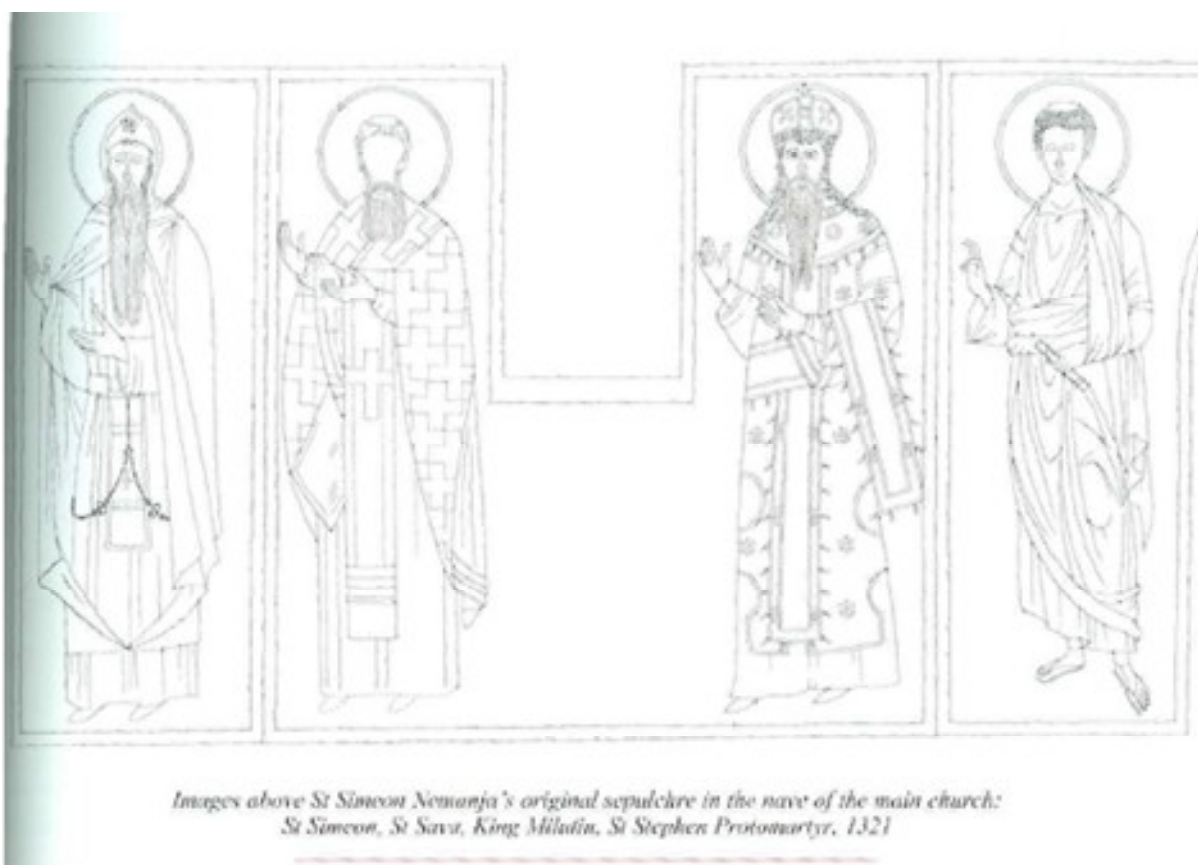 Images above St Simeon Nemanja's original sepulchre in the nave of the main church:
St Simeon, St Sava, King Milutin, St Stephen Protomartyr, 1321